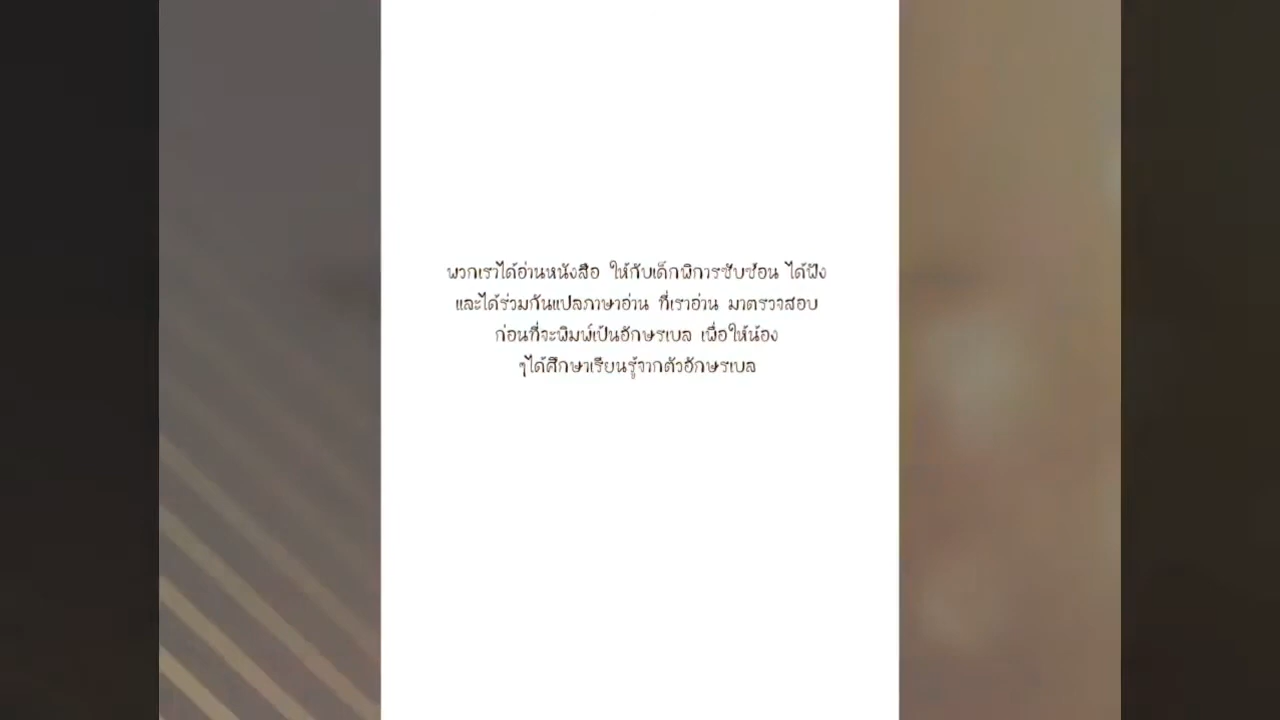 พวกเราได้อ่านหนังสือ ให้กับเด็กพิการซับซ้อน ได้ฟัง
และได้ร่วมกันแปลภาษาอ่าน ที่เราอ่าน มาตรวจสอบ
ก่อนที่จะพิมพ์เป็นอักษรเบล เพื่อให้น้อง
ๆได้ศึกษาเรียนรู้จากตัวอักษรเบล